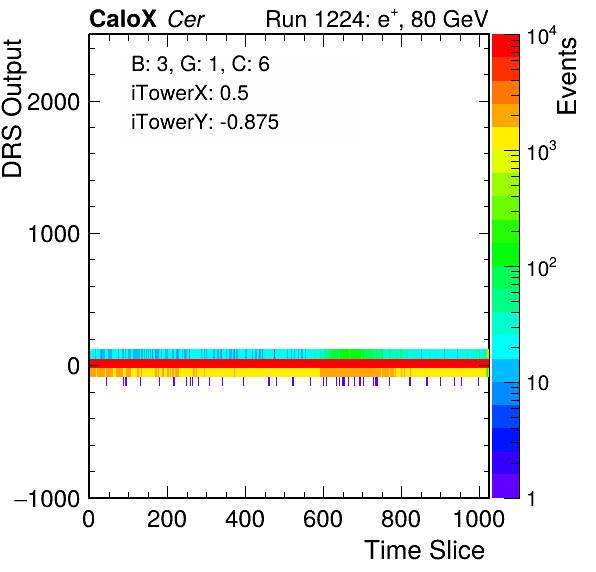 CaloX Cer Run 1224: e⁺, 80 GeV
B: 3, G: 1, C: 6
iTowerX: 0.5
iTowerY: -0.875
DRS Output
2000
1000
0
−1000
0 200 400 600 800 1000
Time Slice
10⁴
10³
10²
10
1
Events